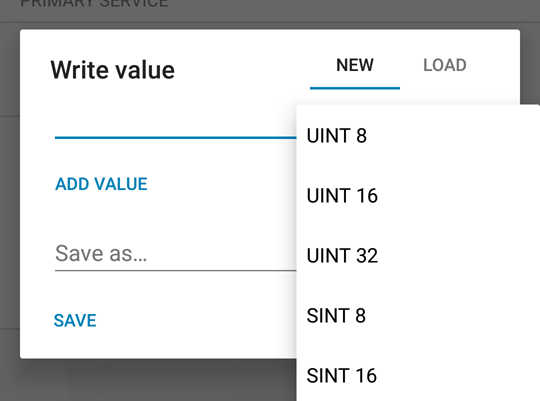 PRIMARY SERVICE
Write value
NEW
LOAD
UINT 8
ADD VALUE
UINT 16
Save as...
UINT 32
SAVE
SINT 8
SINT 16